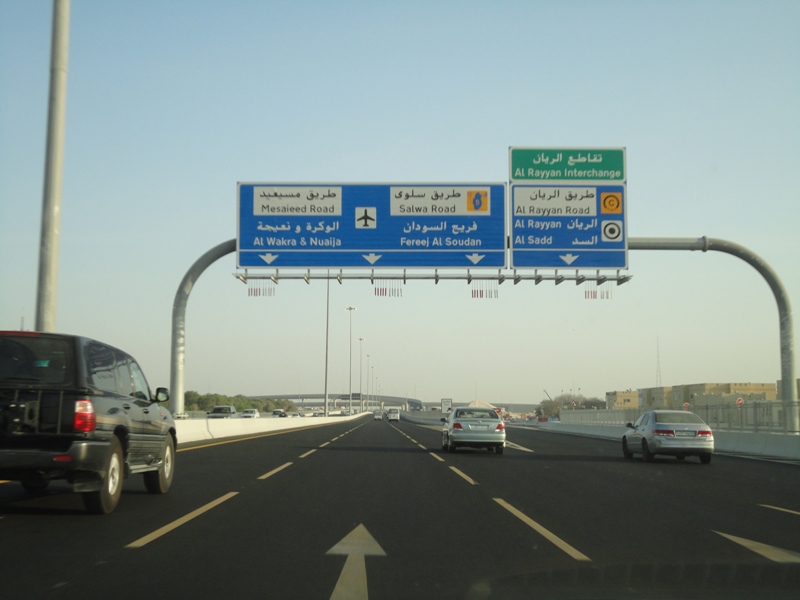 تقاطع الريان
Al Rayyan Interchange
طريق مسيعيد
Mesaieed Road
الوكرة و نعيجة
Al Wakra & Nuaija
طريق سلوى
Salwa Road
فريج السودان
Fereej Al Soudan
طريق الريان
Al Rayyan Road
C
Al Rayyan الريان
Al Sadd السد